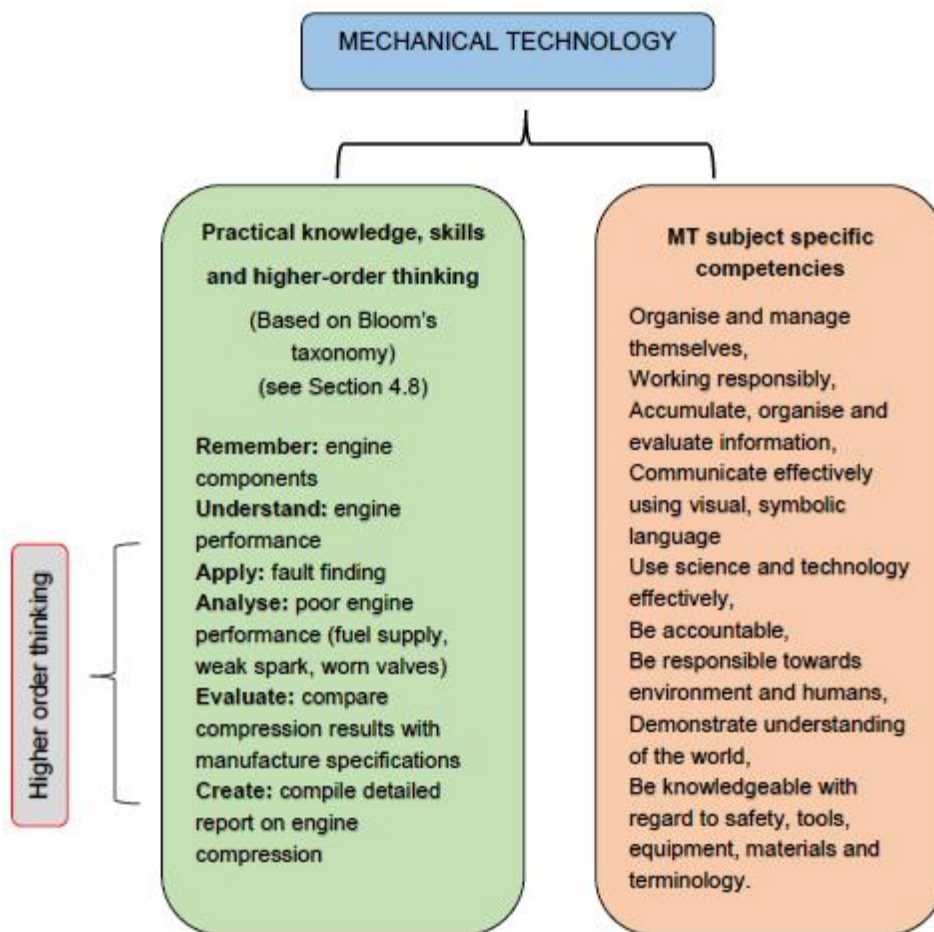 MECHANICAL TECHNOLOGY
Practical knowledge, skills
and higher-order thinking
(Based on Bloom's
taxonomy)
(see Section 4.8)
Remember: engine
components
Understand: engine
performance
Apply: fault finding
Analyse: poor engine
performance (fuel supply,
weak spark, worn valves)
Evaluate: compare
compression results with
manufacture specifications
Create: compile detailed
report on engine
compression
Higher order thinking
MT subject specific
competencies
Organise and manage
themselves,
Working responsibly,
Accumulate, organise and
evaluate information,
Communicate effectively
using visual, symbolic
language
Use science and technology
effectively,
Be accountable,
Be responsible towards
environment and humans,
Demonstrate understanding
of the world,
Be knowledgeable with
regard to safety, tools,
equipment, materials and
terminology.